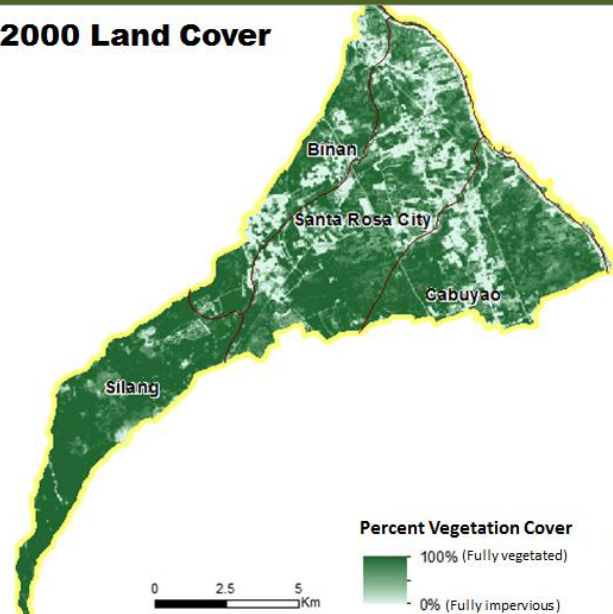 2000 Land Cover
Biñan
Santa Rosa City
Cabuyao
Silang
Percent Vegetation Cover
100% (Fully vegetated)
0% (Fully impervious)
0 2.5 5
Km